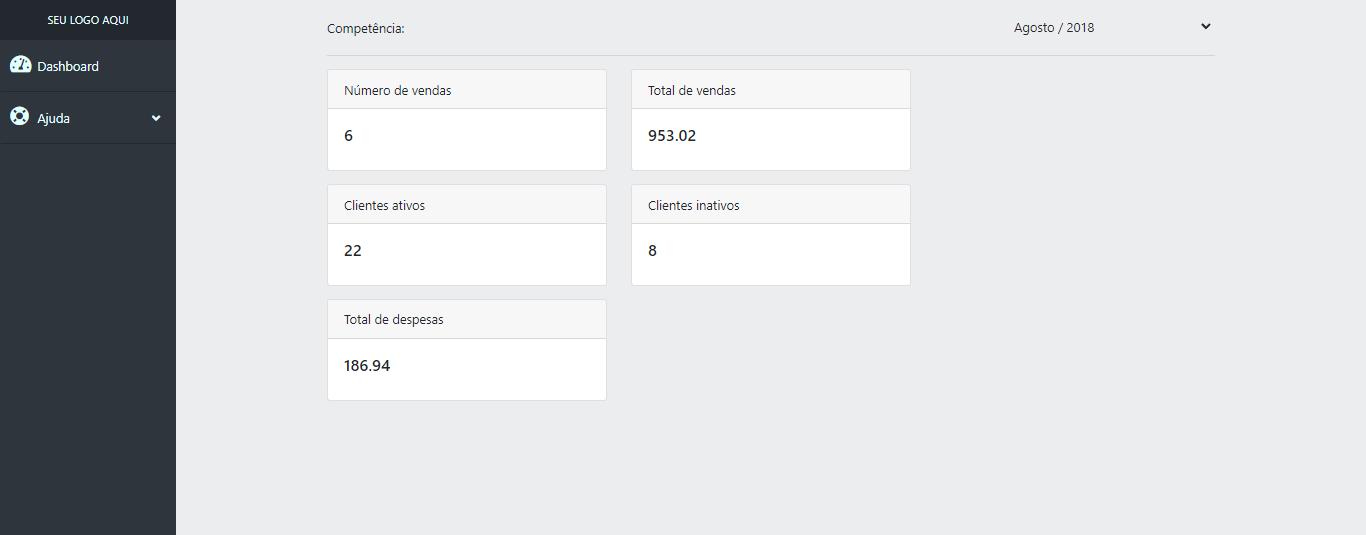 SEU LOGO AQUI
Dashboard
Ajuda
Competência:
Agosto / 2018
Número de vendas
6
Total de vendas
953.02
Clientes ativos
22
Clientes inativos
8
Total de despesas
186.94